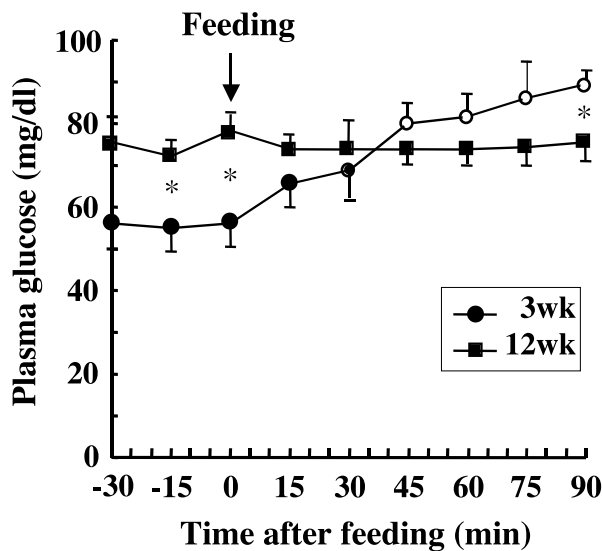 Feeding
100
80
60
40
20
0
Plasma glucose (mg/dl)
*
*
*
3wk
12wk
-30 -15 0 15 30 45 60 75 90
Time after feeding (min)